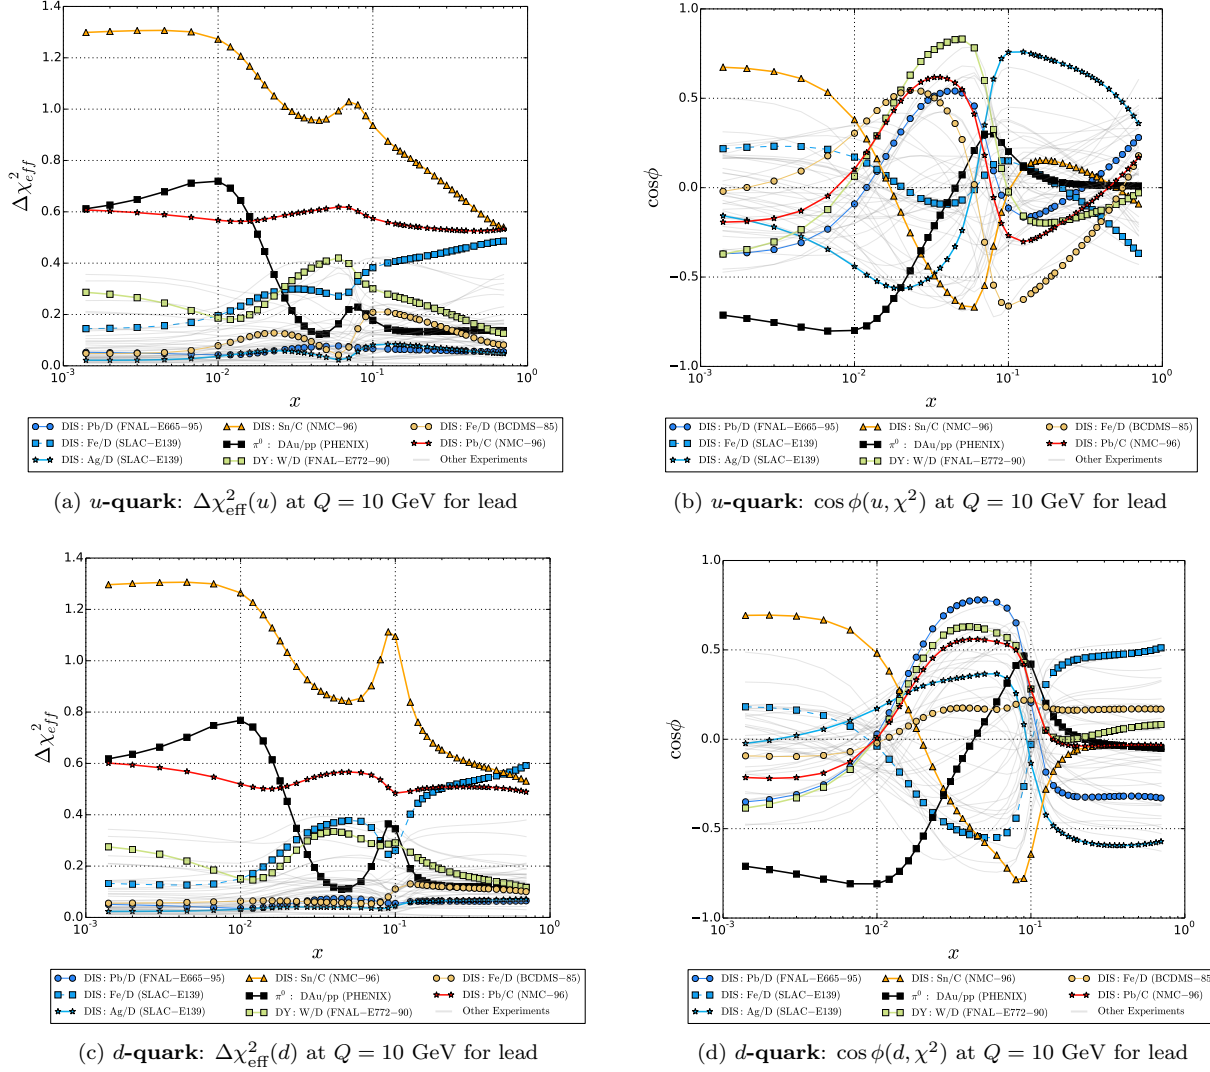 1.4
1.2
1.0
0.8
0.6
0.4
0.2
0.0
Δχ²eff
10⁻³ 10⁻² 10⁻¹ 10⁰
x
DIS: Pb/D (FNAL−E665−95) DIS: Sn/C (NMC−96) DIS: Fe/D (BCDMS−85)
DIS: Fe/D (SLAC−E139) π⁰ : DAu/pp (PHENIX) DIS: Pb/C (NMC−96)
DIS: Ag/D (SLAC−E139) DY: W/D (FNAL−E772−90) Other Experiments
(a) u-quark: Δχ²eff(u) at Q = 10 GeV for lead
1.0
0.5
0.0
−0.5
−1.0
cosϕ
10⁻³ 10⁻² 10⁻¹ 10⁰
x
DIS: Pb/D (FNAL−E665−95) DIS: Sn/C (NMC−96) DIS: Fe/D (BCDMS−85)
DIS: Fe/D (SLAC−E139) π⁰ : DAu/pp (PHENIX) DIS: Pb/C (NMC−96)
DIS: Ag/D (SLAC−E139) DY: W/D (FNAL−E772−90) Other Experiments
(b) u-quark: cos ϕ(u, χ²) at Q = 10 GeV for lead
1.4
1.2
1.0
0.8
0.6
0.4
0.2
0.0
Δχ²eff
10⁻³ 10⁻² 10⁻¹ 10⁰
x
DIS: Pb/D (FNAL−E665−95) DIS: Sn/C (NMC−96) DIS: Fe/D (BCDMS−85)
DIS: Fe/D (SLAC−E139) π⁰ : DAu/pp (PHENIX) DIS: Pb/C (NMC−96)
DIS: Ag/D (SLAC−E139) DY: W/D (FNAL−E772−90) Other Experiments
(c) d-quark: Δχ²eff(d) at Q = 10 GeV for lead
1.0
0.5
0.0
−0.5
−1.0
cosϕ
10⁻³ 10⁻² 10⁻¹ 10⁰
x
DIS: Pb/D (FNAL−E665−95) DIS: Sn/C (NMC−96) DIS: Fe/D (BCDMS−85)
DIS: Fe/D (SLAC−E139) π⁰ : DAu/pp (PHENIX) DIS: Pb/C (NMC−96)
DIS: Ag/D (SLAC−E139) DY: W/D (FNAL−E772−90) Other Experiments
(d) d-quark: cos ϕ(d, χ²) at Q = 10 GeV for lead